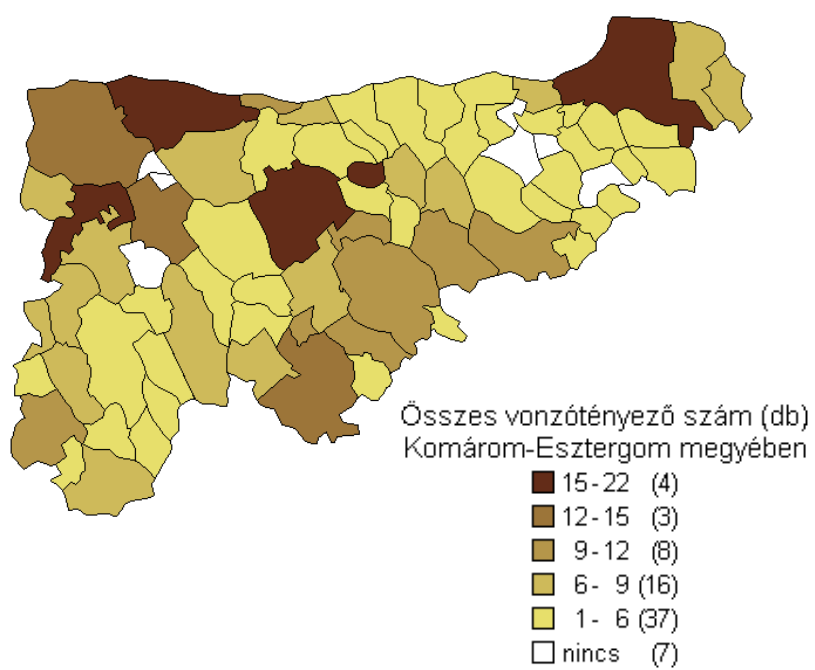 Összes vonzótényező szám (db)
Komárom-Esztergom megyében
15-22 (4)
12-15 (3)
9-12 (8)
6- 9 (16)
1- 6 (37)
nincs (7)